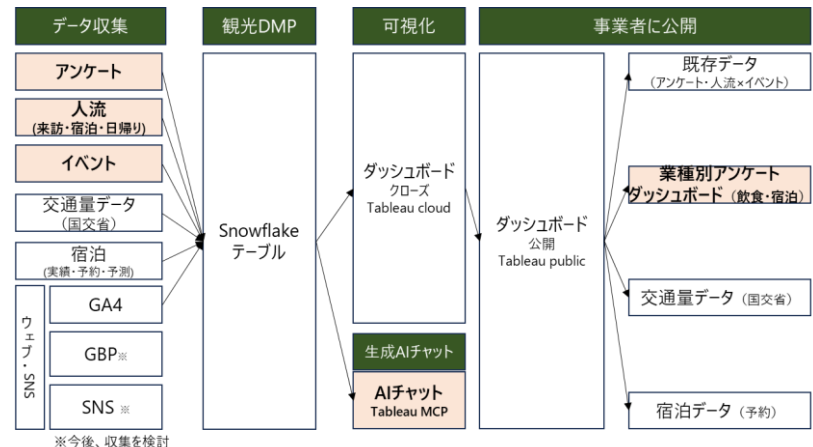 データ収集
観光DMP
可視化
事業者に公開
アンケート
人流
(来訪・宿泊・日帰り)
イベント
交通量データ
(国交省)
宿泊
(実績・予約・予測)
ウェブ・SNS
GA4
GBP※
SNS ※
※今後、収集を検討
Snowflake
テーブル
ダッシュボード
クローズ
Tableau cloud
生成AIチャット
AIチャット
Tableau MCP
ダッシュボード
公開
Tableau public
既存データ
(アンケート・人流×イベント)
業種別アンケート
ダッシュボード (飲食・宿泊)
交通量データ (国交省)
宿泊データ (予約)